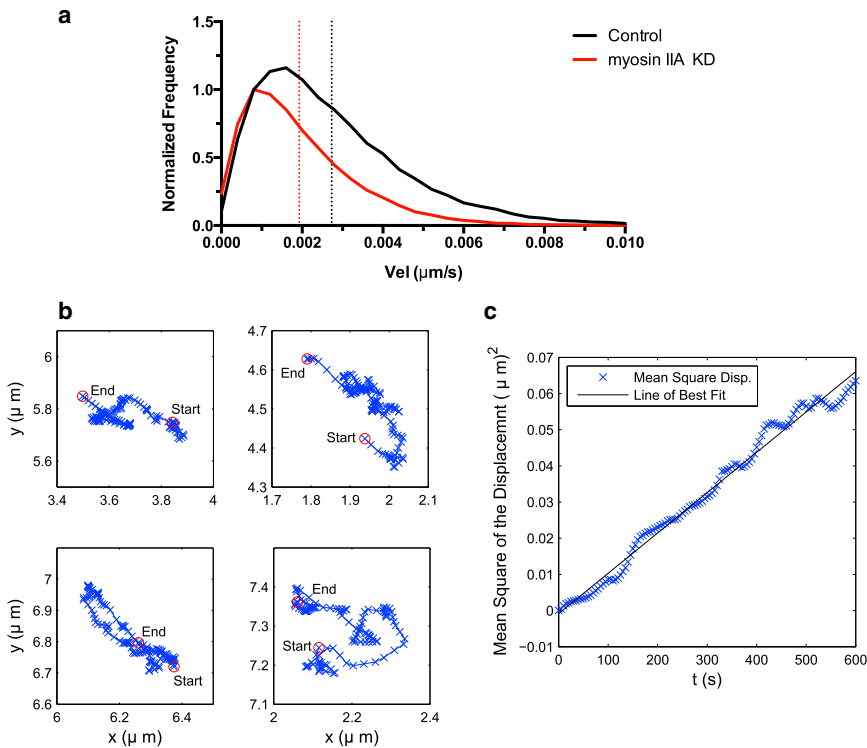 a
Control
myosin IIA KD
Normalized Frequency
1.5
1.0
0.5
0.0
0.000 0.002 0.004 0.006 0.008 0.010
Vel (μm/s)
b
y (μ m)
6
5.8
5.6
3.4 3.6 3.8 4
End
Start
4.7
4.6
4.5
4.4
4.3
1.7 1.8 1.9 2 2.1
End
Start
y (μ m)
7
6.9
6.8
6.7
6.6
6 6.2 6.4
x (μ m)
End
Start
7.4
7.3
7.2
7.1
2 2.2 2.4
x (μ m)
End
Start
c
Mean Square of the Displacemnt ( μ m)2
0.07
0.06
0.05
0.04
0.03
0.02
0.01
0
−0.01
0 100 200 300 400 500 600
t (s)
Mean Square Disp.
Line of Best Fit